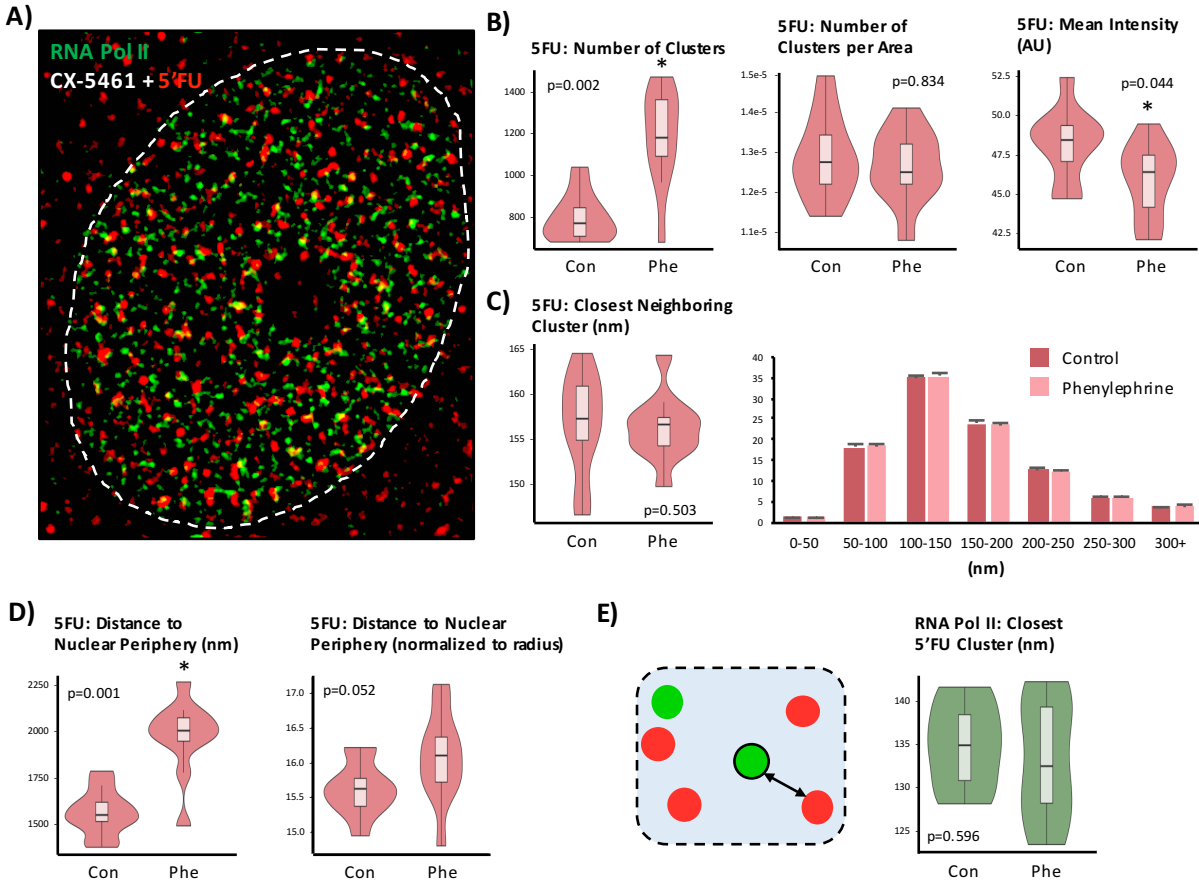 A)
RNA Pol II
CX-5461 + 5'FU
B)
5FU: Number of Clusters
p=0.002
*
1400
1200
1000
800
Con
Phe
5FU: Number of
Clusters per Area
p=0.834
1.5e-5
1.4e-5
1.3e-5
1.2e-5
1.1e-5
Con
Phe
5FU: Mean Intensity
(AU)
p=0.044
*
52.5
50.0
47.5
45.0
42.5
Con
Phe
C)
5FU: Closest Neighboring
Cluster (nm)
165
160
155
150
p=0.503
Con
Phe
Control
Phenylephrine
40
35
30
25
20
15
10
5
0
0-50
50-100
100-150
150-200
200-250
250-300
300+
(nm)
D)
5FU: Distance to
Nuclear Periphery (nm)
*
p=0.001
2250
2000
1750
1500
Con
Phe
5FU: Distance to Nuclear
Periphery (normalized to radius)
p=0.052
17.0
16.5
16.0
15.5
15.0
Con
Phe
E)
RNA Pol II: Closest
5'FU Cluster (nm)
140
135
130
125
p=0.596
Con
Phe